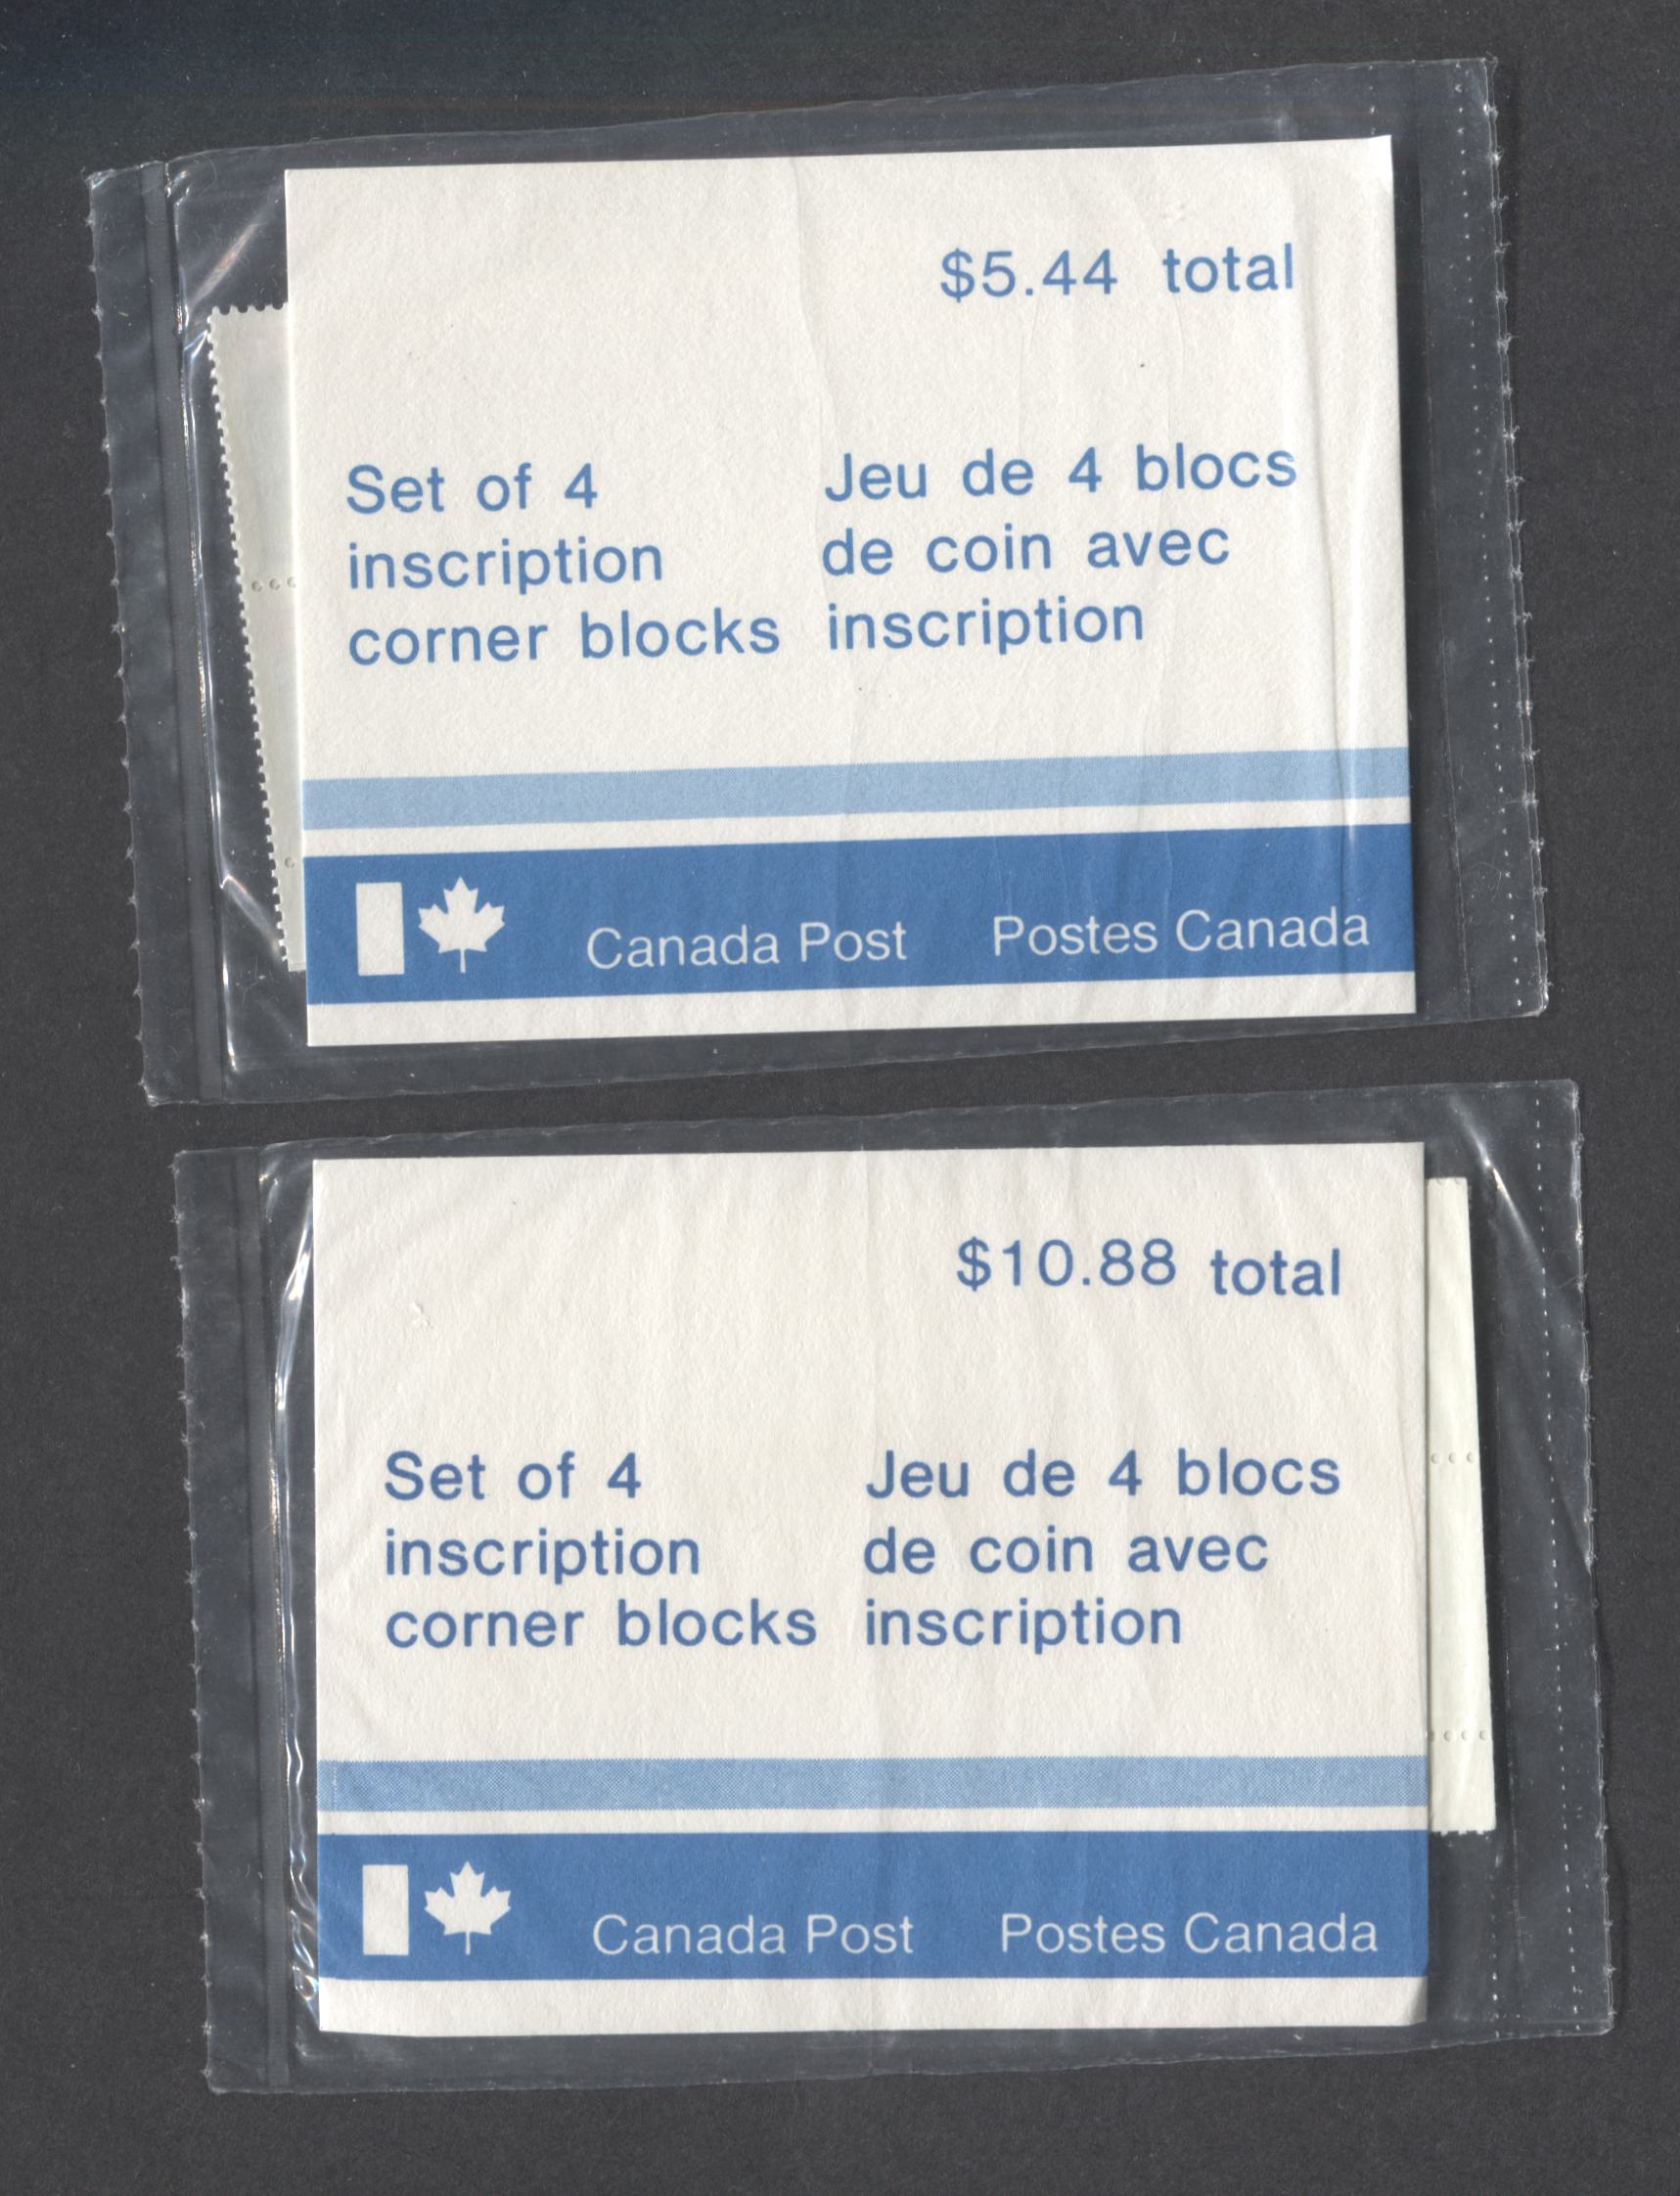 $5.44 total
Set of 4
inscription
corner blocks
Jeu de 4 blocs
de coin avec
inscription
Canada Post
Postes Canada
$10.88 total
Set of 4
inscription
corner blocks
Jeu de 4 blocs
de coin avec
inscription
Canada Post
Postes Canada